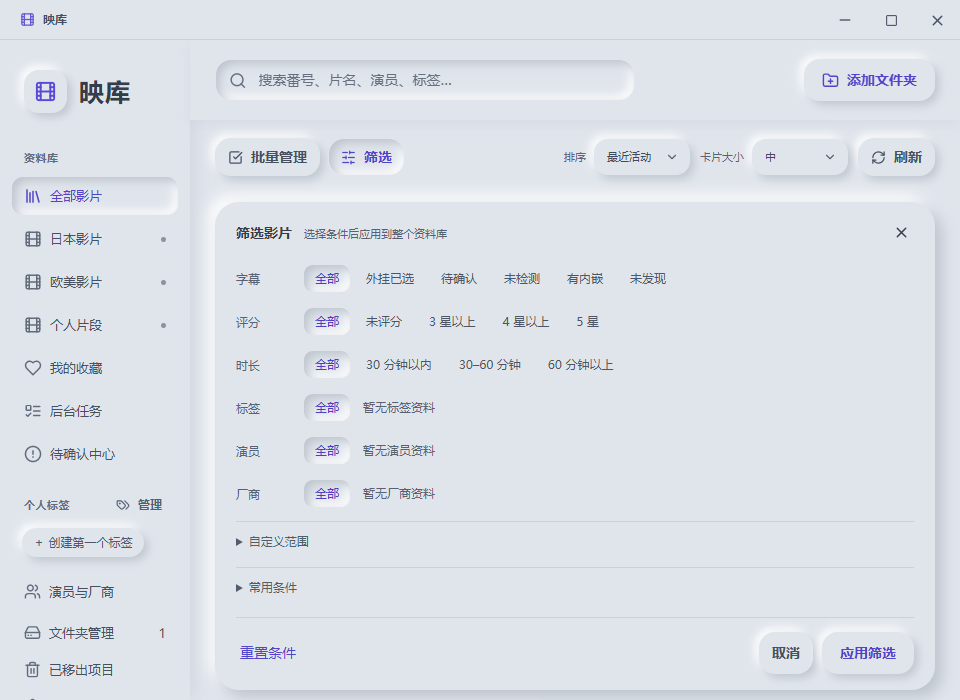 映库
映库
搜索番号、片名、演员、标签...
添加文件夹
资料库
全部影片
日本影片
欧美影片
个人片段
我的收藏
后台任务
待确认中心
个人标签 管理
+ 创建第一个标签
演员与厂商
文件夹管理 1
已移出项目
批量管理 筛选 排序 最近活动 卡片大小 中 刷新
筛选影片 选择条件后应用到整个资料库
字幕 全部 外挂已选 待确认 未检测 有内嵌 未发现
评分 全部 未评分 3 星以上 4 星以上 5 星
时长 全部 30 分钟以内 30–60 分钟 60 分钟以上
标签 全部 暂无标签资料
演员 全部 暂无演员资料
厂商 全部 暂无厂商资料
自定义范围
常用条件
重置条件 取消 应用筛选